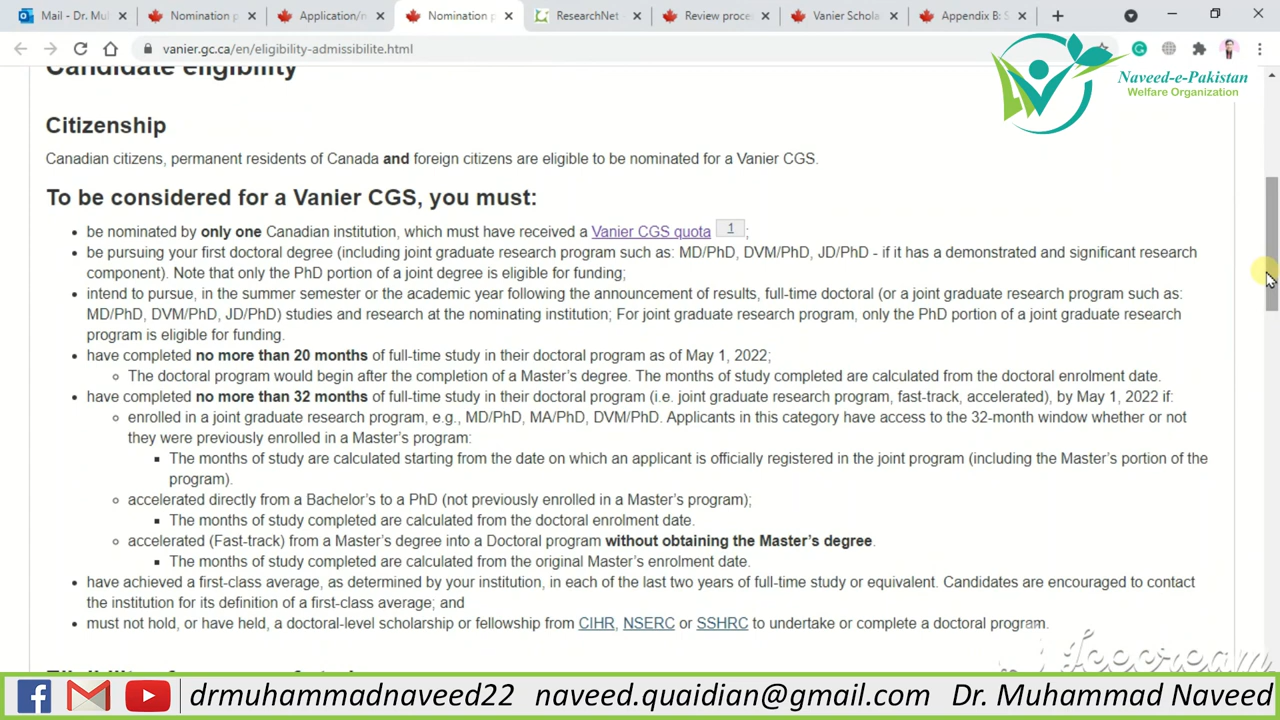 Mail - Dr. Mul
Nomination p
Application/n
Nomination p
ResearchNet -
Review proce
Vanier Schola
Appendix B: S
vanier.gc.ca/en/eligibility-admissibilite.html
Naveed-e-Pakistan
Welfare Organization
Candidate eligibility
Citizenship
Canadian citizens, permanent residents of Canada and foreign citizens are eligible to be nominated for a Vanier CGS.
To be considered for a Vanier CGS, you must:
• be nominated by only one Canadian institution, which must have received a Vanier CGS quota 1 ;
• be pursuing your first doctoral degree (including joint graduate research program such as: MD/PhD, DVM/PhD, JD/PhD - if it has a demonstrated and significant research
component). Note that only the PhD portion of a joint degree is eligible for funding;
• intend to pursue, in the summer semester or the academic year following the announcement of results, full-time doctoral (or a joint graduate research program such as:
MD/PhD, DVM/PhD, JD/PhD) studies and research at the nominating institution; For joint graduate research program, only the PhD portion of a joint graduate research
program is eligible for funding.
• have completed no more than 20 months of full-time study in their doctoral program as of May 1, 2022;
◦ The doctoral program would begin after the completion of a Master's degree. The months of study completed are calculated from the doctoral enrolment date.
• have completed no more than 32 months of full-time study in their doctoral program (i.e. joint graduate research program, fast-track, accelerated), by May 1, 2022 if:
◦ enrolled in a joint graduate research program, e.g., MD/PhD, MA/PhD, DVM/PhD. Applicants in this category have access to the 32-month window whether or not
they were previously enrolled in a Master's program:
▪ The months of study are calculated starting from the date on which an applicant is officially registered in the joint program (including the Master's portion of the
program).
◦ accelerated directly from a Bachelor's to a PhD (not previously enrolled in a Master's program);
▪ The months of study completed are calculated from the doctoral enrolment date.
◦ accelerated (Fast-track) from a Master's degree into a Doctoral program without obtaining the Master's degree.
▪ The months of study completed are calculated from the original Master's enrolment date.
• have achieved a first-class average, as determined by your institution, in each of the last two years of full-time study or equivalent. Candidates are encouraged to contact
the institution for its definition of a first-class average; and
• must not hold, or have held, a doctoral-level scholarship or fellowship from CIHR, NSERC or SSHRC to undertake or complete a doctoral program.
drmuhammadnaveed22 naveed.quaidian@gmail.com Dr. Muhammad Naveed